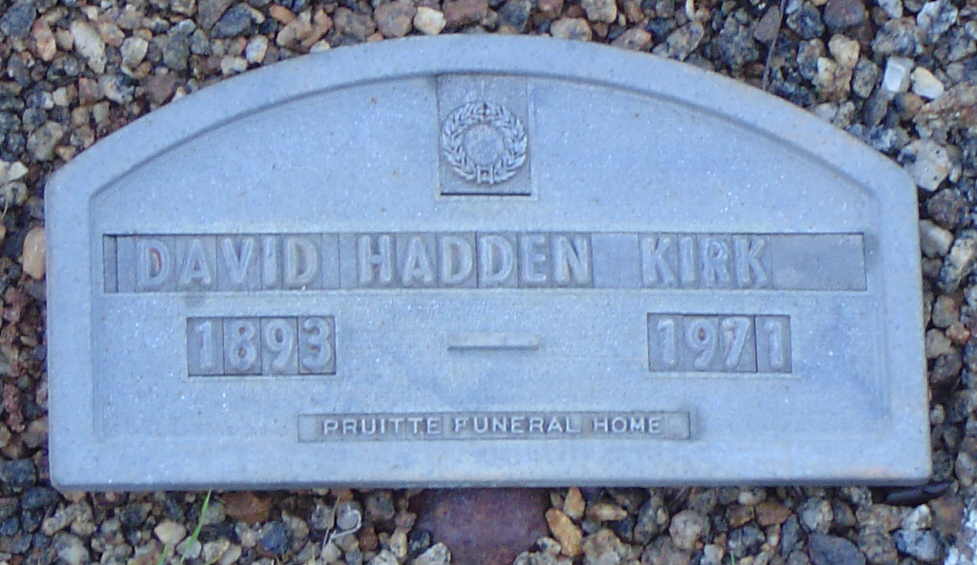 DAVID HADDEN KIRK
1893 — 1971
PRUITTE FUNERAL HOME